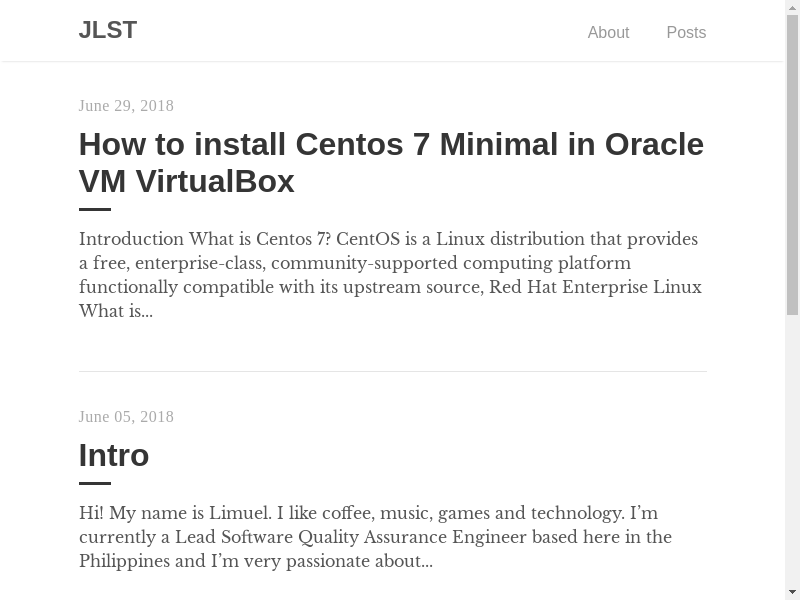 JLST
About
Posts
June 29, 2018
How to install Centos 7 Minimal in Oracle
VM VirtualBox
Introduction What is Centos 7? CentOS is a Linux distribution that provides
a free, enterprise-class, community-supported computing platform
functionally compatible with its upstream source, Red Hat Enterprise Linux
What is...
June 05, 2018
Intro
Hi! My name is Limuel. I like coffee, music, games and technology. I’m
currently a Lead Software Quality Assurance Engineer based here in the
Philippines and I’m very passionate about...